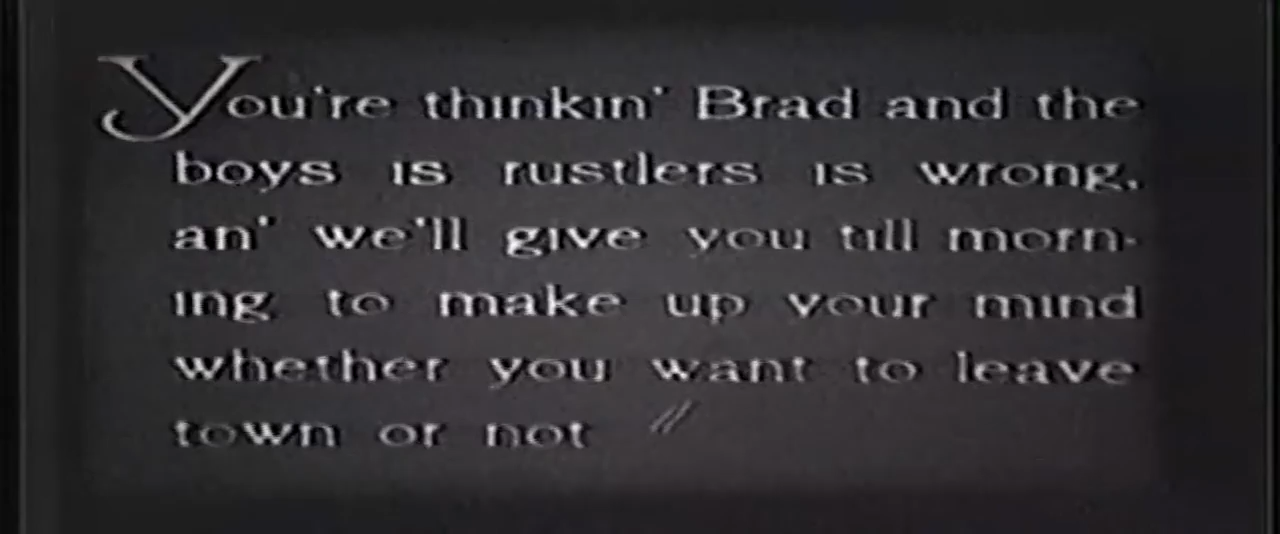 You're thinkin' Brad and the
boys is rustlers is wrong,
an' we'll give you till morn-
ing to make up your mind
whether you want to leave
town or not "